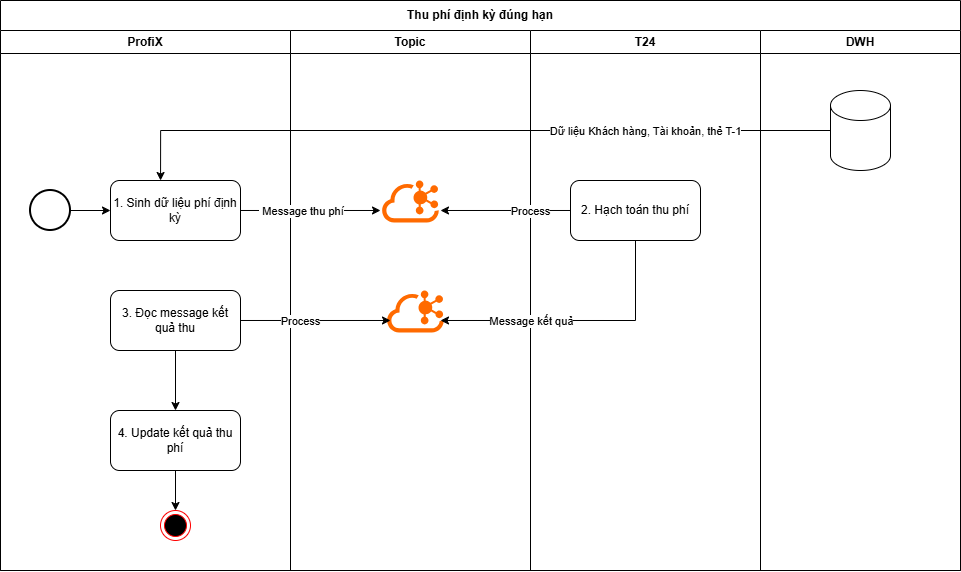 Thu phí định kỳ đúng hạn
ProfiX
Topic
T24
DWH
Dữ liệu Khách hàng, Tài khoản, thẻ T-1
1. Sinh dữ liệu phí định
kỳ
Message thu phí
Process
2. Hạch toán thu phí
3. Đọc message kết
quả thu
Process
Message kết quả
4. Update kết quả thu
phí